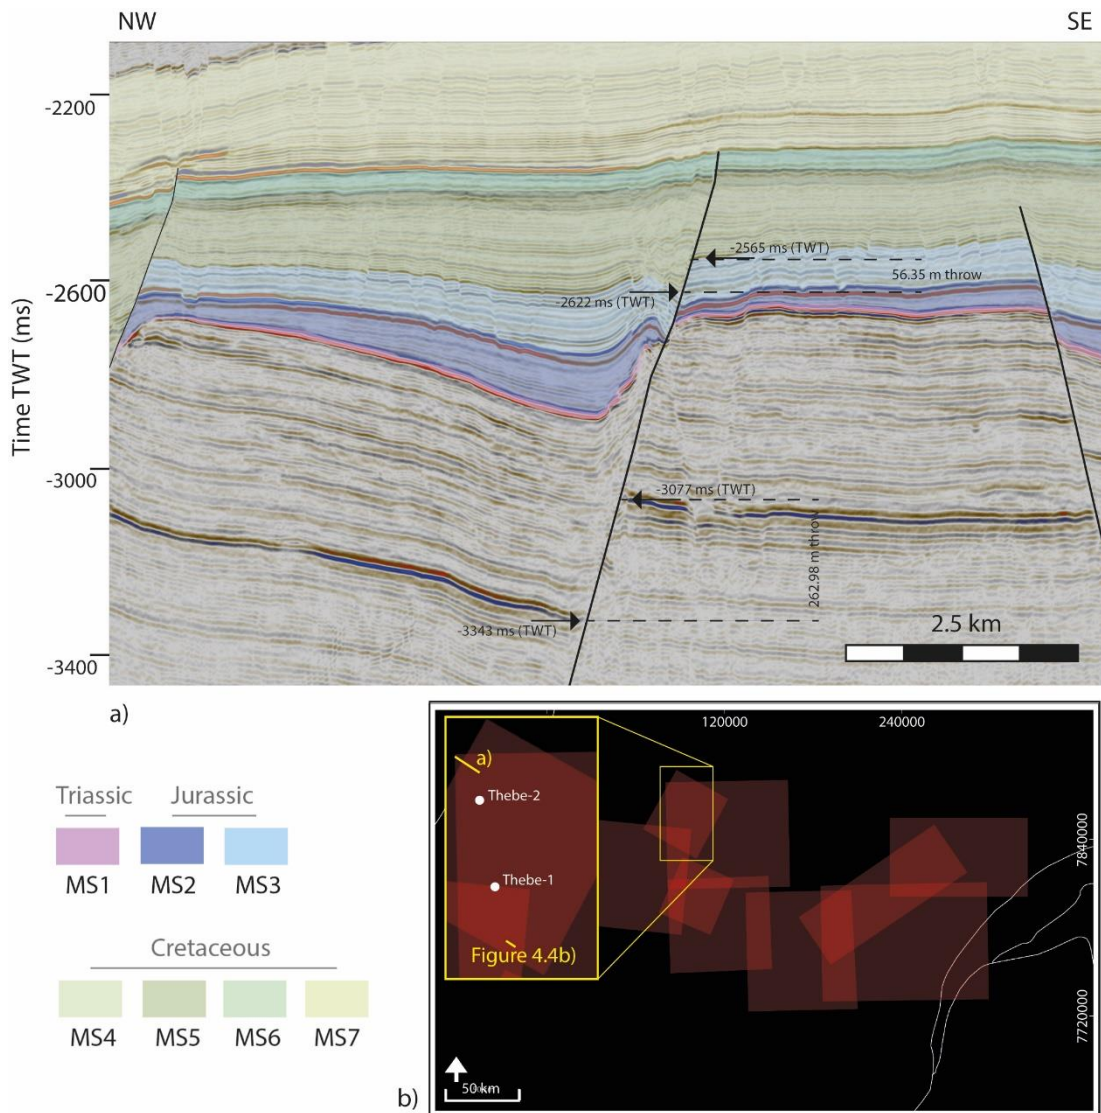 NW
SE
-2200
-2600
-3000
-3400
Time TWT (ms)
-2565 ms (TWT)
56.35 m throw
-2622 ms (TWT)
-3077 ms (TWT)
262.98 m throw
-3343 ms (TWT)
2.5 km
a)
Triassic
Jurassic
MS1
MS2
MS3
Cretaceous
MS4
MS5
MS6
MS7
120000
240000
a)
Thebe-2
Thebe-1
Figure 4.4b)
7840000
7720000
50 km
b)